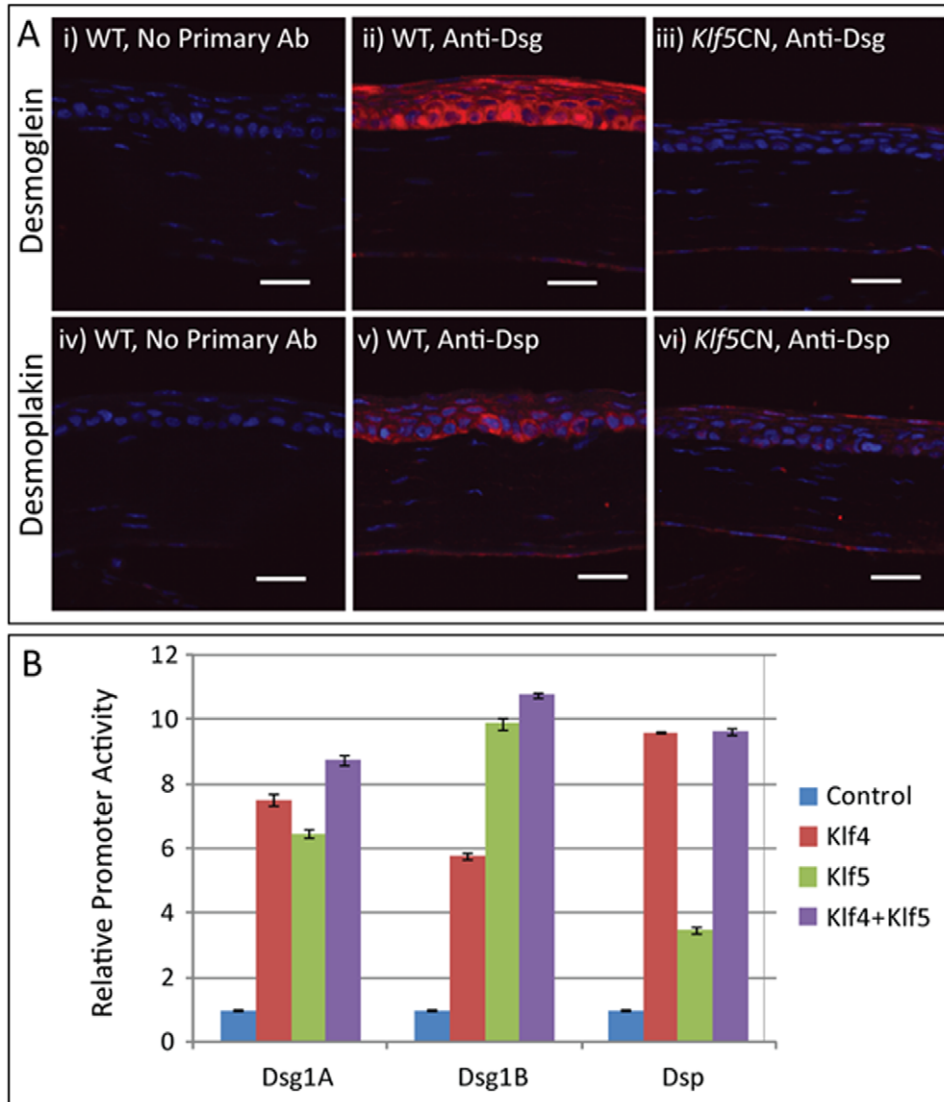 A
i) WT, No Primary Ab
ii) WT, Anti-Dsg
iii) Klf5CN, Anti-Dsg
Desmoglein
iv) WT, No Primary Ab
v) WT, Anti-Dsp
vi) Klf5CN, Anti-Dsp
Desmoplakin
B
Relative Promoter Activity
12
10
8
6
4
2
0
Dsg1A
Dsg1B
Dsp
Control
Klf4
Klf5
Klf4+Klf5